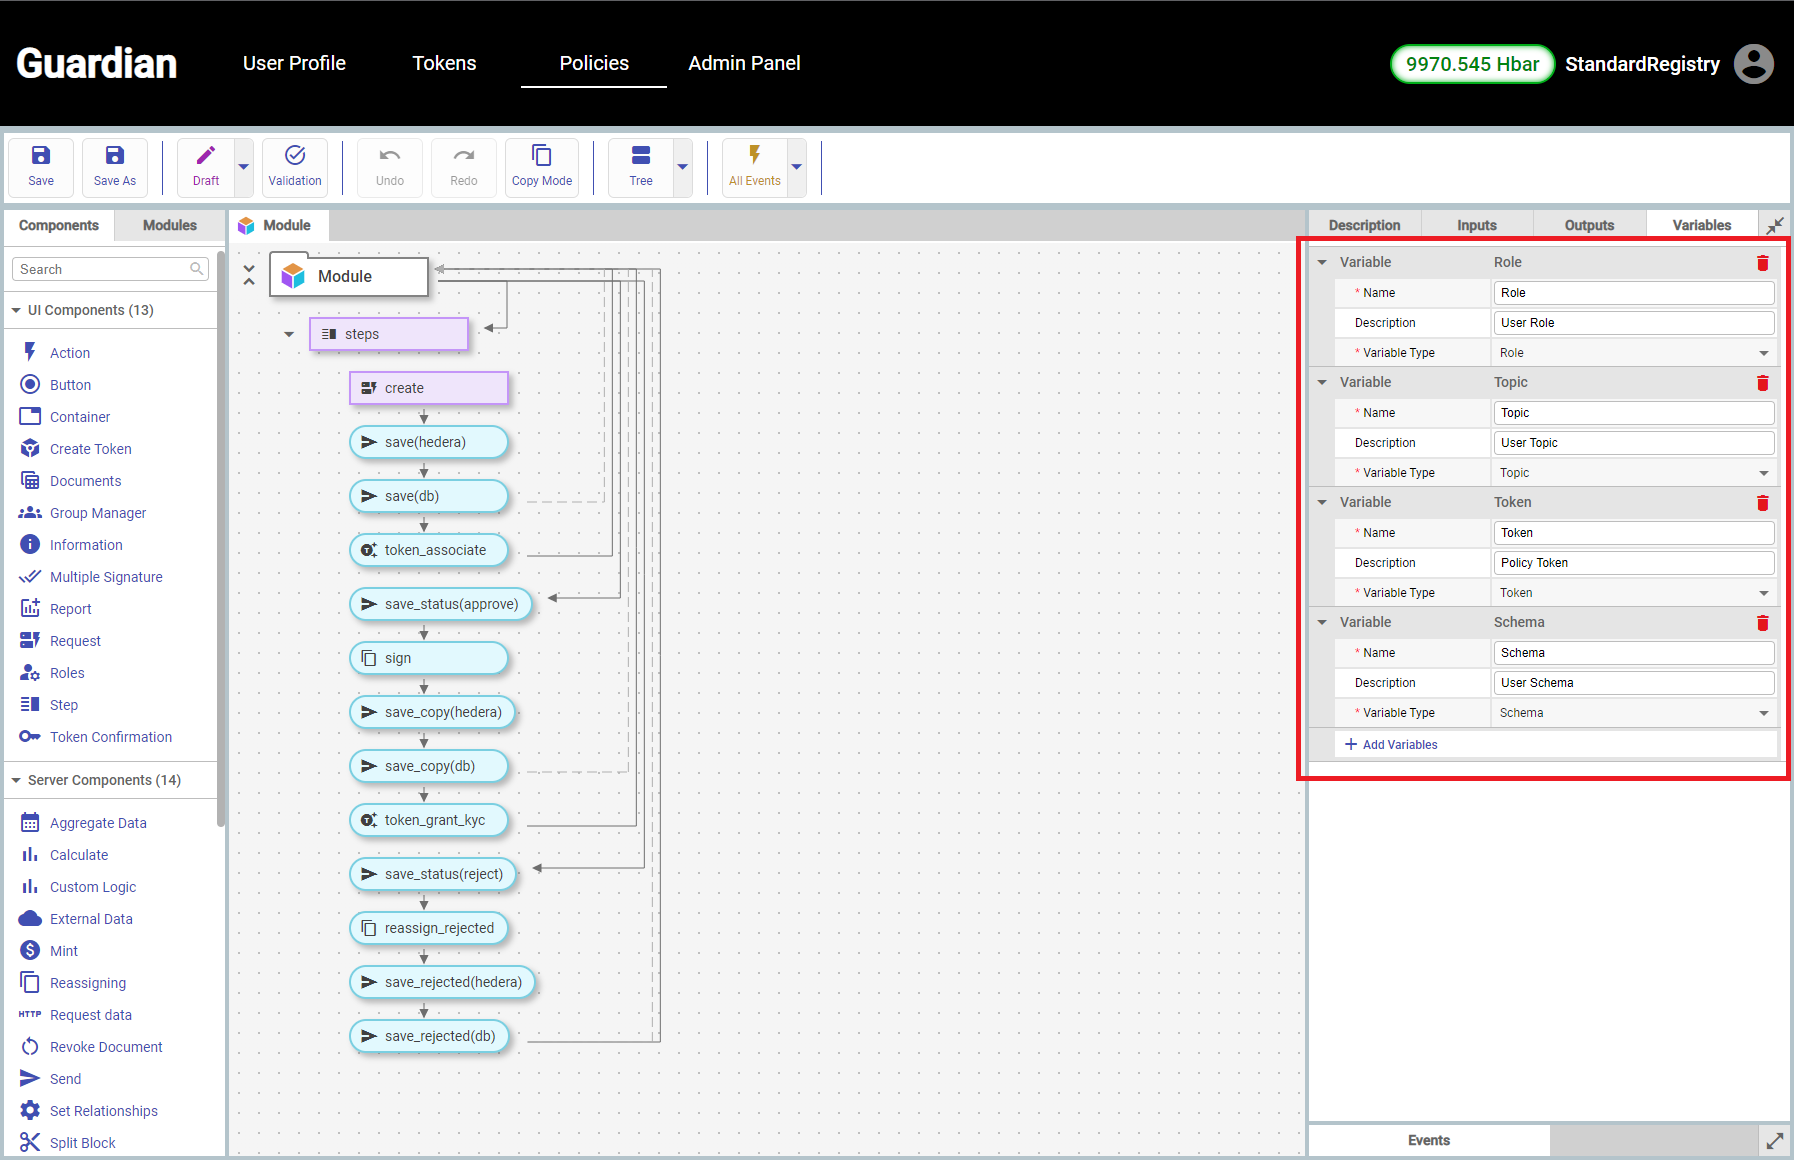 Guardian
User Profile
Tokens
Policies
Admin Panel
9970.545 Hbar
StandardRegistry
Save
Save As
Draft
Validation
Undo
Redo
Copy Mode
Tree
All Events
Components
Modules
Search
UI Components (13)
Action
Button
Container
Create Token
Documents
Group Manager
Information
Multiple Signature
Report
Request
Roles
Step
Token Confirmation
Server Components (14)
Aggregate Data
Calculate
Custom Logic
External Data
Mint
Reassigning
HTTP Request data
Revoke Document
Send
Set Relationships
Split Block
Module
Module
steps
create
save(hedera)
save(db)
token_associate
save_status(approve)
sign
save_copy(hedera)
save_copy(db)
token_grant_kyc
save_status(reject)
reassign_rejected
save_rejected(hedera)
save_rejected(db)
Description
Inputs
Outputs
Variables
Variable Role
* Name Role
Description User Role
* Variable Type Role
Variable Topic
* Name Topic
Description User Topic
* Variable Type Topic
Variable Token
* Name Token
Description Policy Token
* Variable Type Token
Variable Schema
* Name Schema
Description User Schema
* Variable Type Schema
+ Add Variables
Events